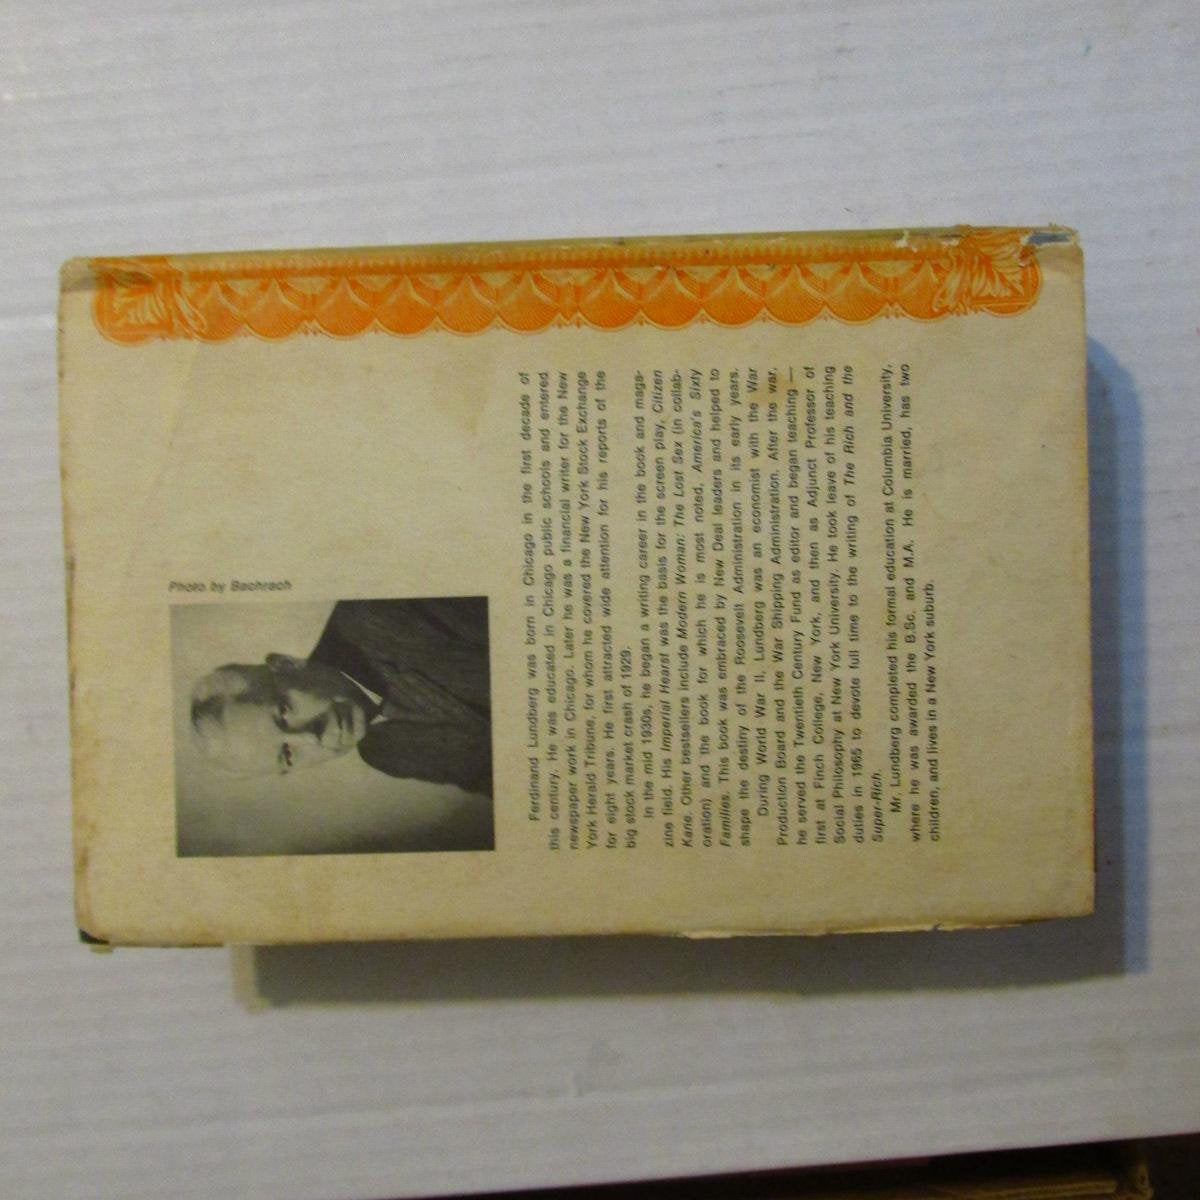 Photo by Bachrach
Ferdinand Lundberg was born in Chicago in the first decade of
this century. He was educated in Chicago public schools and entered
newspaper work in Chicago. Later he was a financial writer for the New
York Herald Tribune, for whom he covered the New York Stock Exchange
for eight years. He first attracted wide attention for his reports of the
big stock market crash of 1929.
In the mid 1930s, he began a writing career in the book and maga-
zine field. His Imperial Hearst was the basis for the screen play, Citizen
Kane. Other bestsellers include Modern Woman: The Lost Sex (in collab-
oration) and the book for which he is most noted, America's Sixty
Families. This book was embraced by New Deal leaders and helped to
shape the destiny of the Roosevelt Administration in its early years.
During World War II, Lundberg was an economist with the War
Production Board and the War Shipping Administration. After the war,
he served the Twentieth Century Fund as editor and began teaching —
first at Finch College, New York, and then as Adjunct Professor of
Social Philosophy at New York University. He took leave of his teaching
duties in 1965 to devote full time to the writing of The Rich and the
Super-Rich.
Mr. Lundberg completed his formal education at Columbia University,
where he was awarded the B.Sc. and M.A. He is married, has two
children, and lives in a New York suburb.